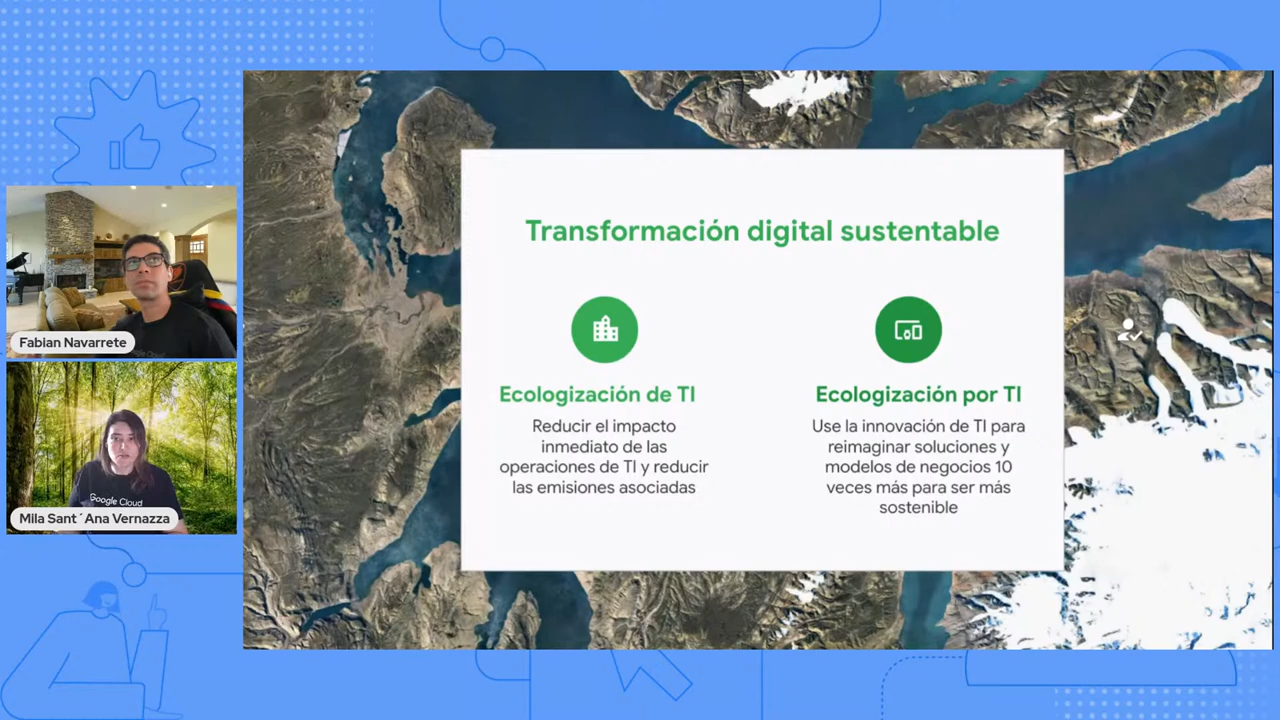 Transformación digital sustentable
Ecologización de TI
Reducir el impacto
inmediato de las
operaciones de TI y reducir
las emisiones asociadas
Ecologización por TI
Use la innovación de TI para
reimaginar soluciones y
modelos de negocios 10
veces más para ser más
sostenible
Fabian Navarrete
Google Cloud
Mila Sant´Ana Vernazza